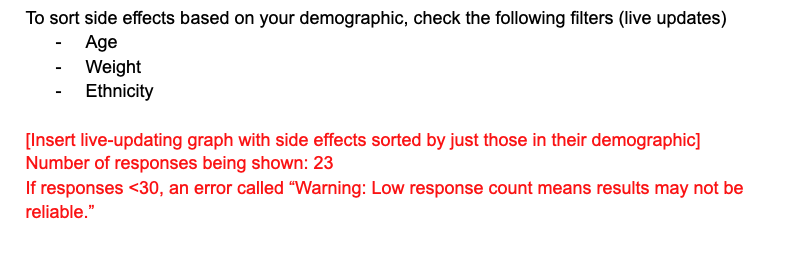 To sort side effects based on your demographic, check the following filters (live updates)
- Age
- Weight
- Ethnicity
[Insert live-updating graph with side effects sorted by just those in their demographic]
Number of responses being shown: 23
If responses <30, an error called “Warning: Low response count means results may not be
reliable.”